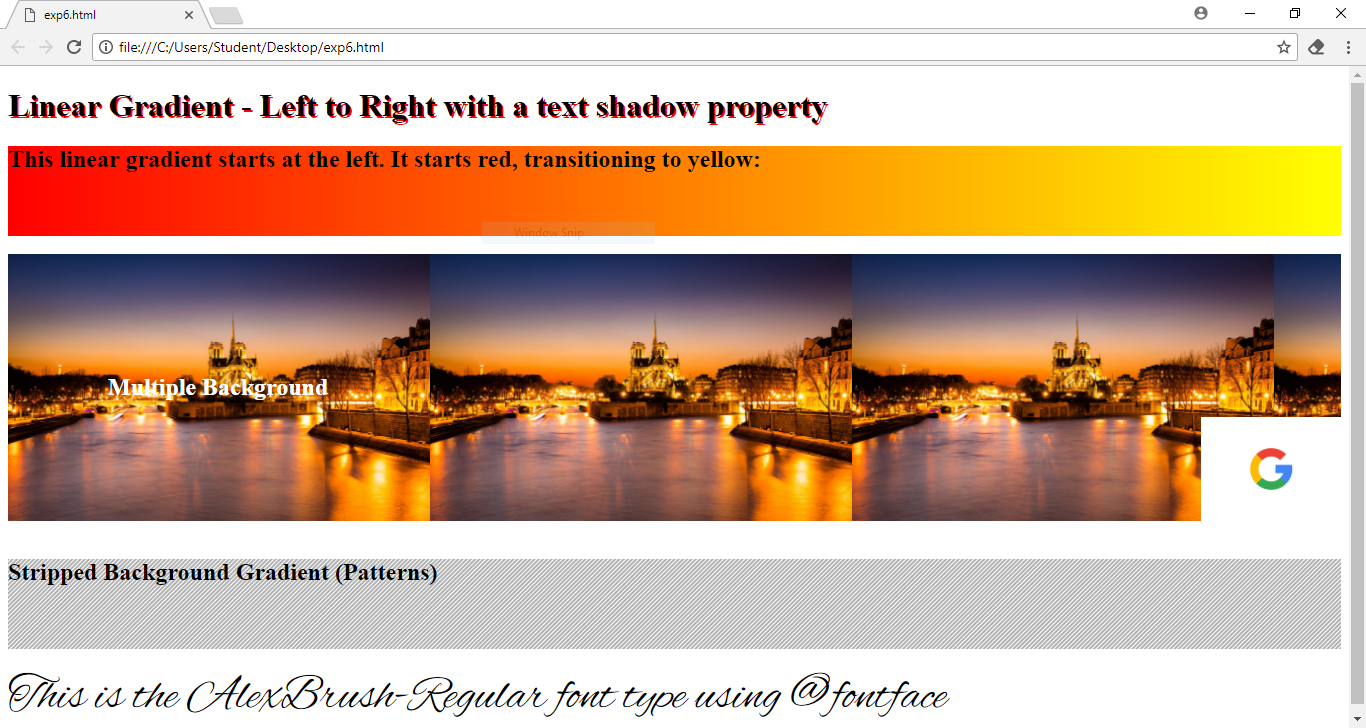 exp6.html
file:///C:/Users/Student/Desktop/exp6.html
Linear Gradient - Left to Right with a text shadow property
This linear gradient starts at the left. It starts red, transitioning to yellow:
Window Snip
Multiple Background
G
Stripped Background Gradient (Patterns)
This is the AlexBrush-Regular font type using @fontface